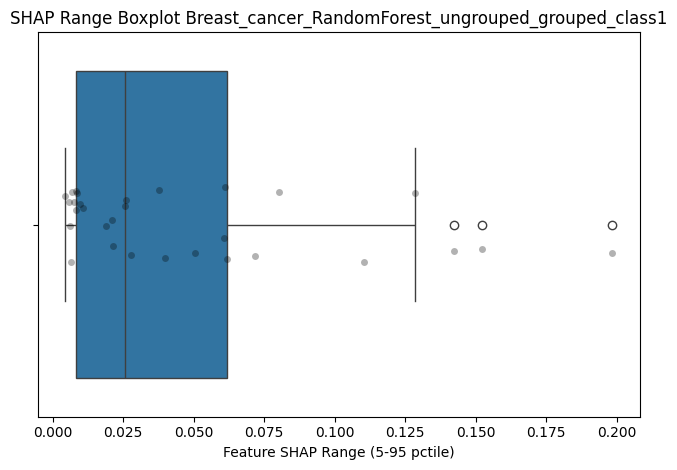 SHAP Range Boxplot Breast_cancer_RandomForest_ungrouped_grouped_class1
0.000 0.025 0.050 0.075 0.100 0.125 0.150 0.175 0.200
Feature SHAP Range (5-95 pctile)